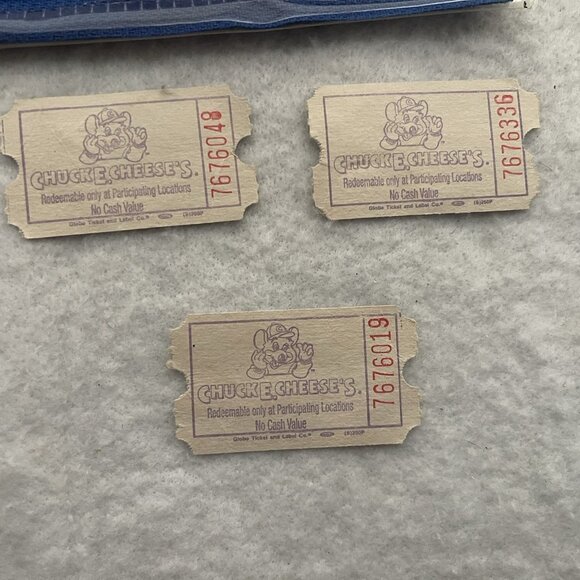 CHUCK E. CHEESE'S.
Redeemable only at Participating Locations
No Cash Value
Globe Ticket and Label Co.®
7676048
CHUCK E. CHEESE'S.
Redeemable only at Participating Locations
No Cash Value
Globe Ticket and Label Co.®
7676336
CHUCK E. CHEESE'S.
Redeemable only at Participating Locations
No Cash Value
Globe Ticket and Label Co.®
7676019